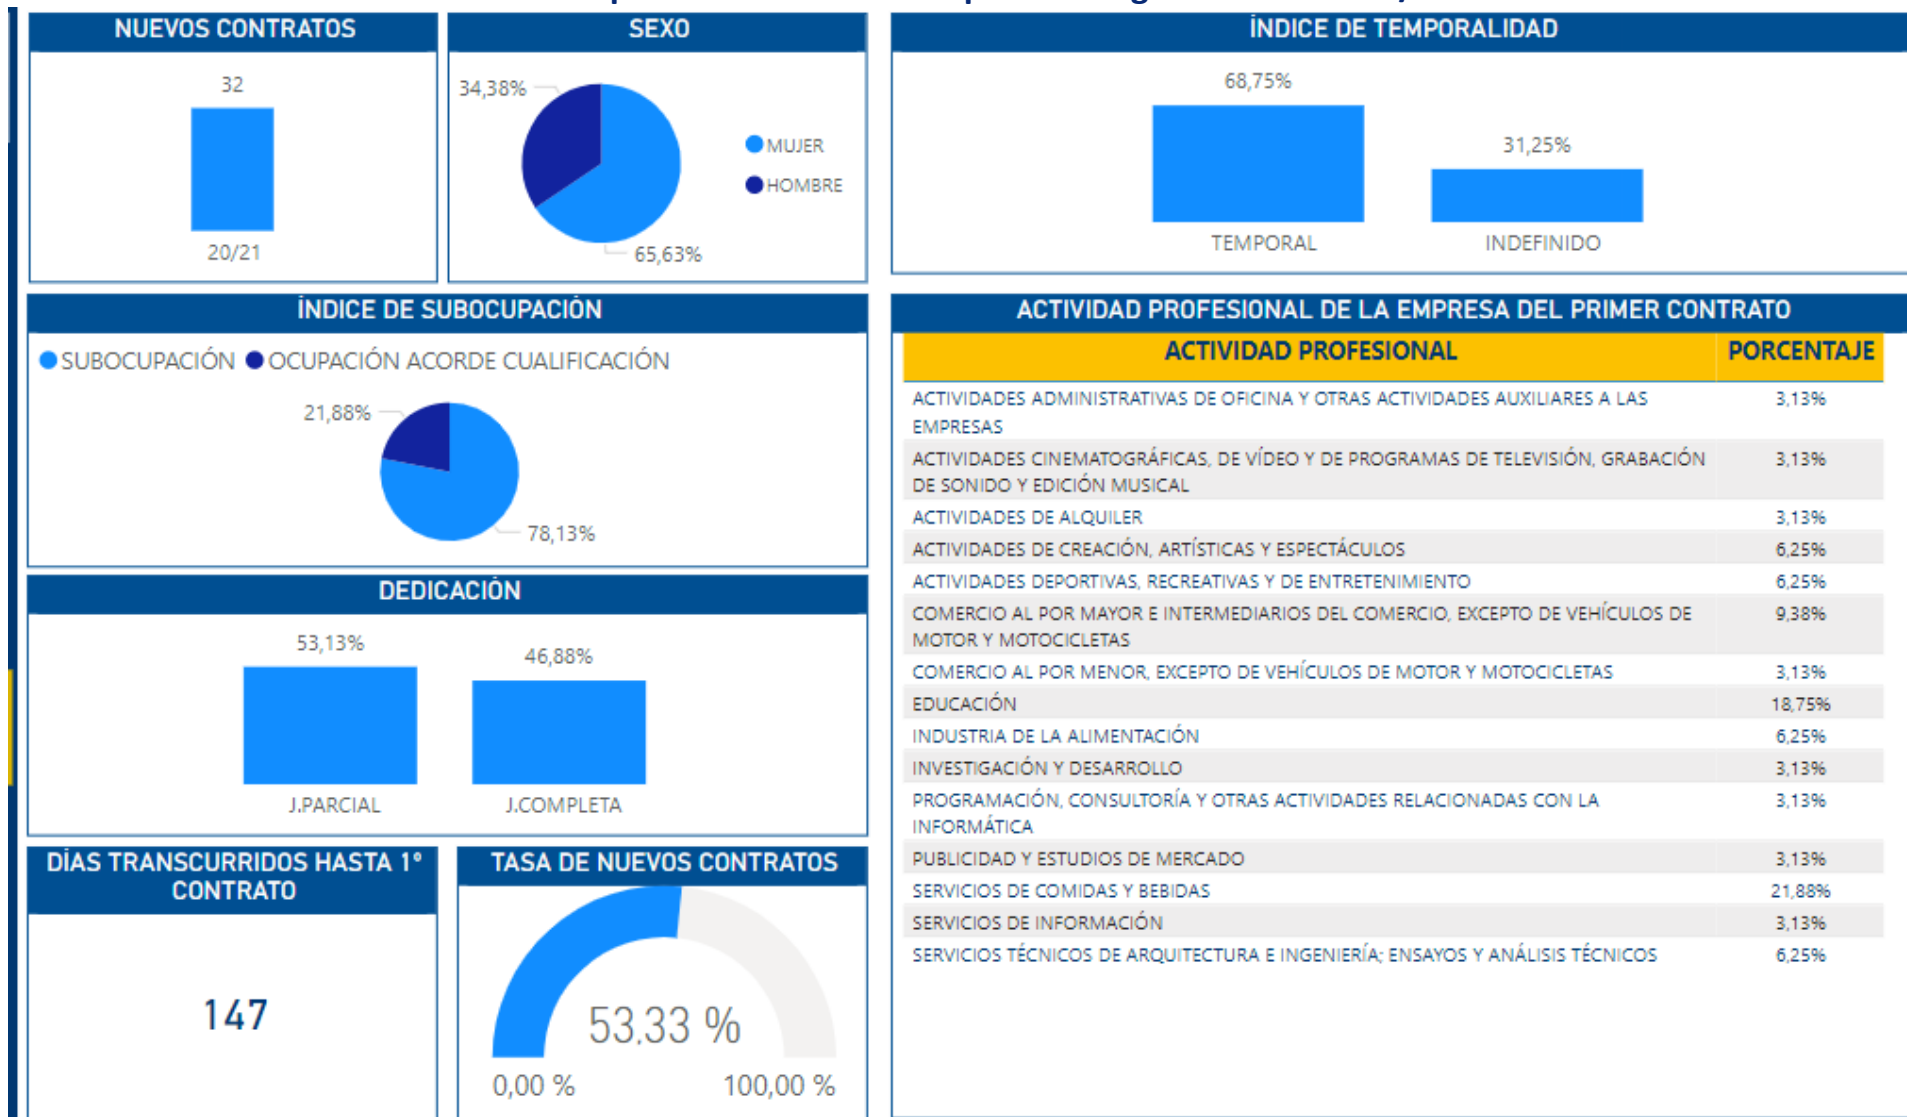 NUEVOS CONTRATOS
32
20/21
SEXO
34,38%
65,63%
MUJER
HOMBRE
ÍNDICE DE TEMPORALIDAD
68,75%
31,25%
TEMPORAL
INDEFINIDO
ÍNDICE DE SUBOCUPACIÓN
SUBOCUPACIÓN
OCUPACIÓN ACORDE CUALIFICACIÓN
21,88%
78,13%
DEDICACIÓN
53,13%
46,88%
J.PARCIAL
J.COMPLETA
DÍAS TRANSCURRIDOS HASTA 1º
CONTRATO
147
TASA DE NUEVOS CONTRATOS
53,33 %
0,00 %
100,00 %
ACTIVIDAD PROFESIONAL DE LA EMPRESA DEL PRIMER CONTRATO
ACTIVIDAD PROFESIONAL PORCENTAJE
ACTIVIDADES ADMINISTRATIVAS DE OFICINA Y OTRAS ACTIVIDADES AUXILIARES A LAS 3,13%
EMPRESAS
ACTIVIDADES CINEMATOGRÁFICAS, DE VÍDEO Y DE PROGRAMAS DE TELEVISIÓN, GRABACIÓN 3,13%
DE SONIDO Y EDICIÓN MUSICAL
ACTIVIDADES DE ALQUILER 3,13%
ACTIVIDADES DE CREACIÓN, ARTÍSTICAS Y ESPECTÁCULOS 6,25%
ACTIVIDADES DEPORTIVAS, RECREATIVAS Y DE ENTRETENIMIENTO 6,25%
COMERCIO AL POR MAYOR E INTERMEDIARIOS DEL COMERCIO, EXCEPTO DE VEHÍCULOS DE 9,38%
MOTOR Y MOTOCICLETAS
COMERCIO AL POR MENOR, EXCEPTO DE VEHÍCULOS DE MOTOR Y MOTOCICLETAS 3,13%
EDUCACIÓN 18,75%
INDUSTRIA DE LA ALIMENTACIÓN 6,25%
INVESTIGACIÓN Y DESARROLLO 3,13%
PROGRAMACIÓN, CONSULTORÍA Y OTRAS ACTIVIDADES RELACIONADAS CON LA 3,13%
INFORMÁTICA
PUBLICIDAD Y ESTUDIOS DE MERCADO 3,13%
SERVICIOS DE COMIDAS Y BEBIDAS 21,88%
SERVICIOS DE INFORMACIÓN 3,13%
SERVICIOS TÉCNICOS DE ARQUITECTURA E INGENIERÍA; ENSAYOS Y ANÁLISIS TÉCNICOS 6,25%